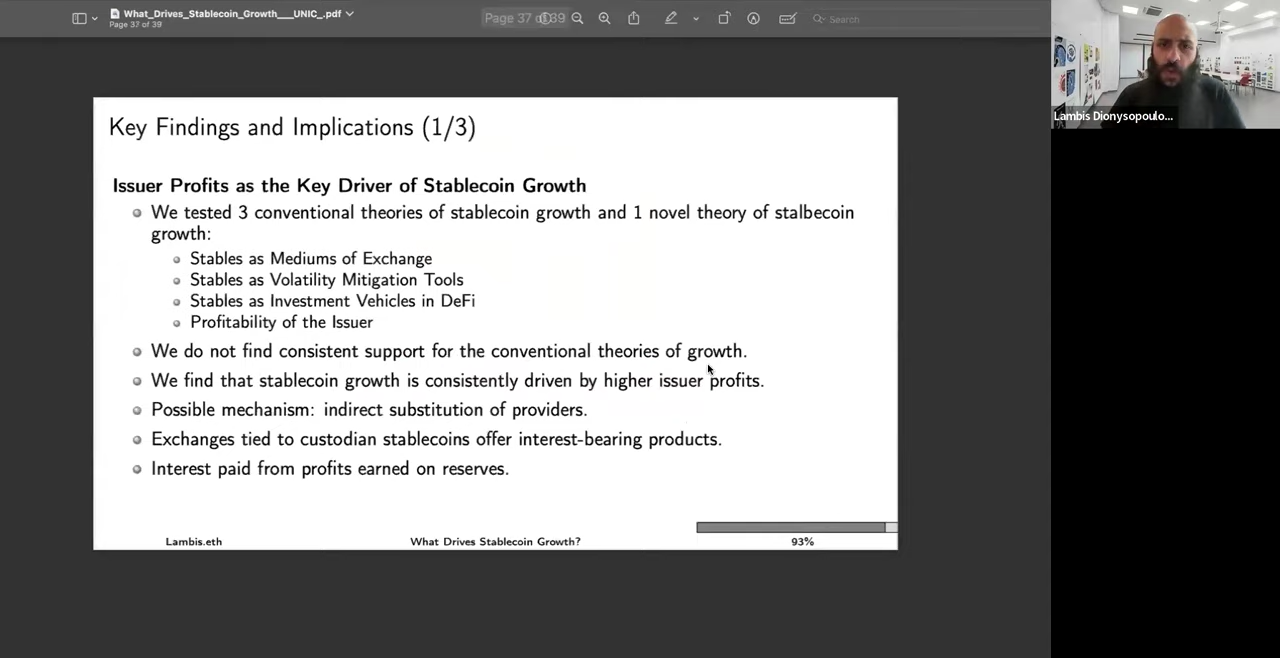 What_Drives_Stablecoin_Growth___UNIC_.pdf
Page 37 of 39
Page 37 of 39
Search
Lambis Dionysopoulo...
Key Findings and Implications (1/3)
Issuer Profits as the Key Driver of Stablecoin Growth
We tested 3 conventional theories of stablecoin growth and 1 novel theory of stalbecoin
growth:
Stables as Mediums of Exchange
Stables as Volatility Mitigation Tools
Stables as Investment Vehicles in DeFi
Profitability of the Issuer
We do not find consistent support for the conventional theories of growth.
We find that stablecoin growth is consistently driven by higher issuer profits.
Possible mechanism: indirect substitution of providers.
Exchanges tied to custodian stablecoins offer interest-bearing products.
Interest paid from profits earned on reserves.
Lambis.eth
What Drives Stablecoin Growth?
93%